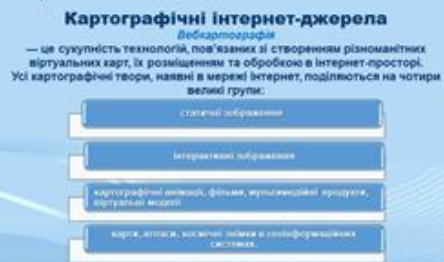 Картографічні інтернет-джерела
Вебкартографія
— це сукупність технологій, пов'язаних зі створенням різноманітних
віртуальних карт, їх розміщенням та обробкою в інтернет-просторі.
Усі картографічні твори, наявні в мережі Інтернет, поділяються на чотири
великі групи:
статичні зображення
інтерактивні зображення
картографічні анімації, фільми, мультимедійні продукти,
віртуальні моделі
карти, атласи, космічні знімки в геоінформаційних
системах.